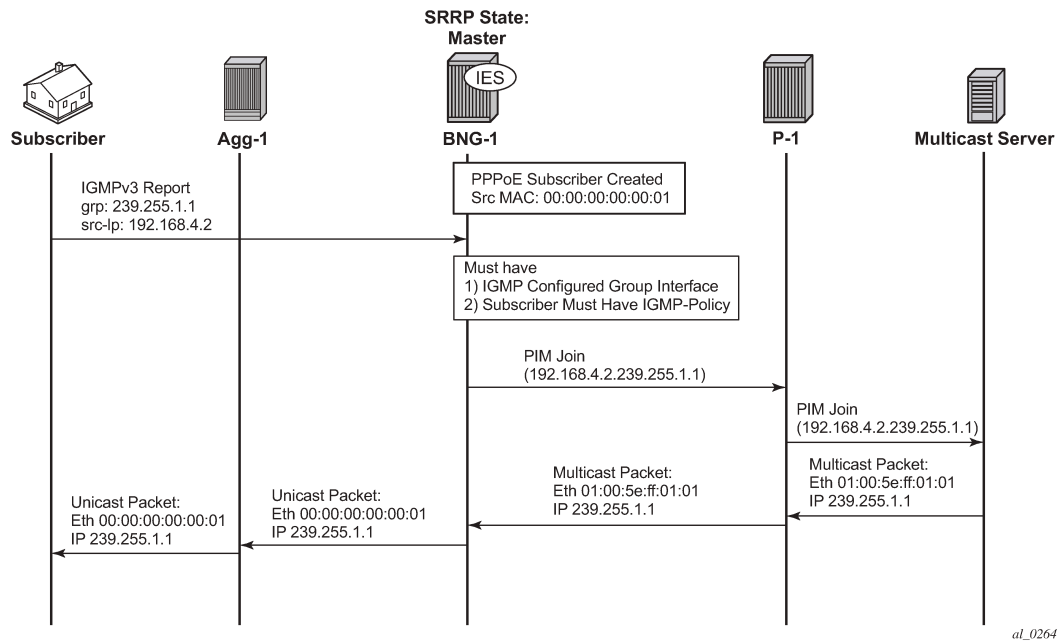 SRRP State:
Master
IES
Subscriber
Agg-1
BNG-1
P-1
Multicast Server
PPPoE Subscriber Created
Src MAC: 00:00:00:00:00:01
IGMPv3 Report
grp: 239.255.1.1
src-lp: 192.168.4.2
Must have
1) IGMP Configured Group Interface
2) Subscriber Must Have IGMP-Policy
PIM Join
(192.168.4.2.239.255.1.1)
PIM Join
(192.168.4.2.239.255.1.1)
Multicast Packet:
Eth 01:00:5e:ff:01:01
IP 239.255.1.1
Multicast Packet:
Eth 01:00:5e:ff:01:01
IP 239.255.1.1
Unicast Packet:
Eth 00:00:00:00:00:01
IP 239.255.1.1
Unicast Packet:
Eth 00:00:00:00:00:01
IP 239.255.1.1
al_0264